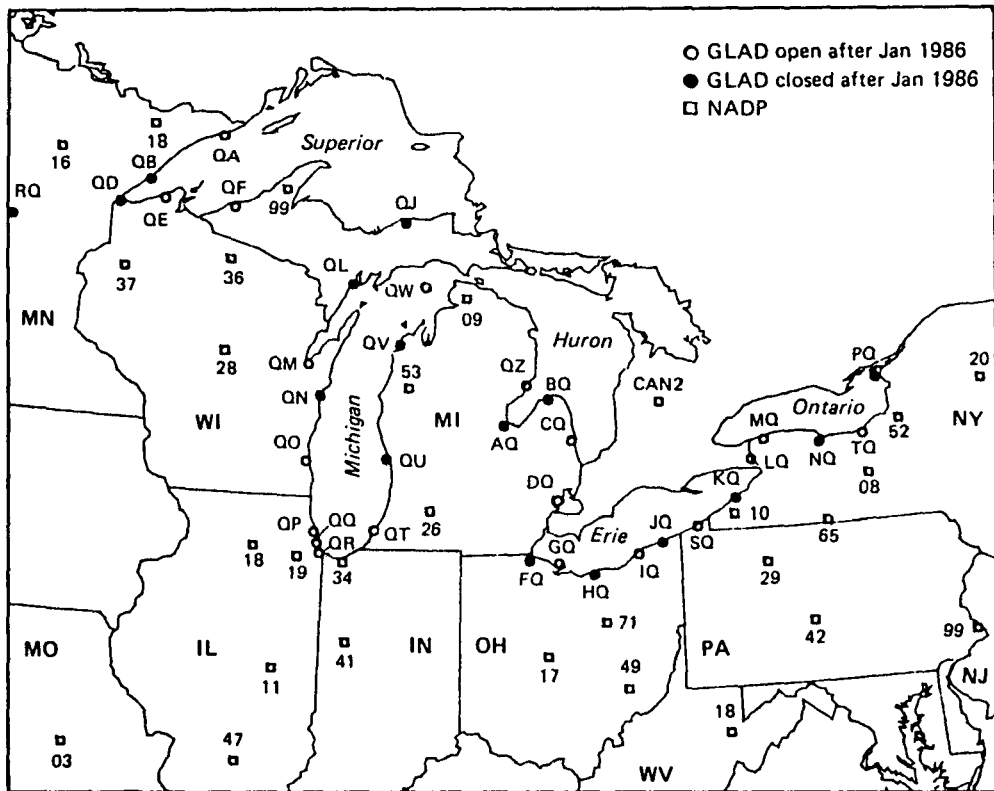 GLAD open after Jan 1986
GLAD closed after Jan 1986
NADP
18
16
QA
Superior
QB
RQ
QD
QF
QE
99
QJ
37
36
QL
QW
09
MN
QV
Huron
28
QM
53
QZ
BQ
CAN2
PQ
20
QN
WI
Michigan
MI
CQ
AQ
Ontario
MQ
52
NY
QO
QU
LQ
NQ
TQ
08
DQ
KQ
10
QP
QQ
QR
QT
26
Erie
JQ
SQ
65
18
19
34
GQ
FQ
IQ
HQ
29
71
42
99
MO
IL
41
IN
OH
PA
11
17
49
NJ
18
03
47
WV